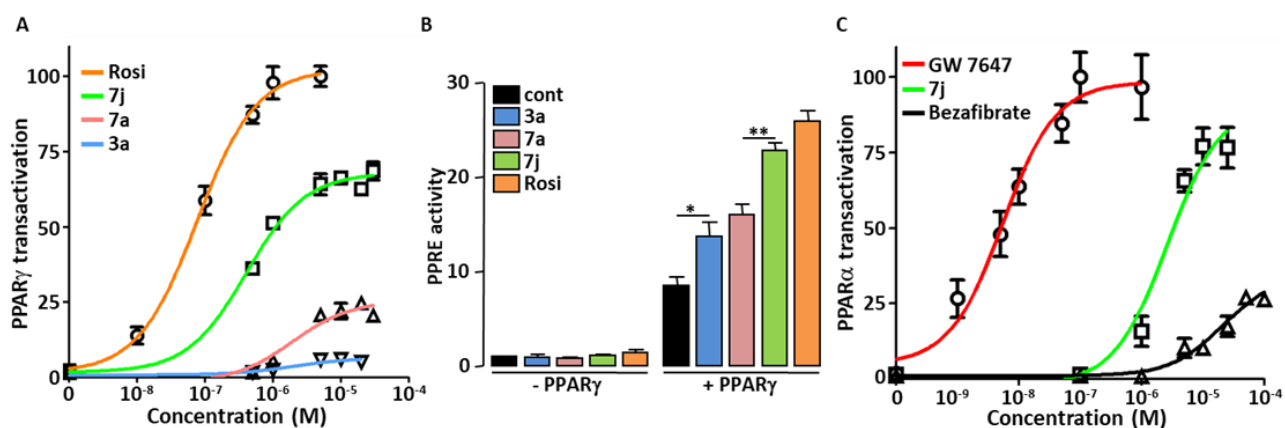 A
PPARγ transactivation
100
75
50
25
0
Rosi
7j
7a
3a
0
10⁻⁸
10⁻⁷
10⁻⁶
10⁻⁵
10⁻⁴
Concentration (M)
B
PPRE activity
30
20
10
0
cont
3a
7a
7j
Rosi
*
**
- PPARγ
+ PPARγ
C
PPARα transactivation
100
75
50
25
0
GW 7647
7j
Bezafibrate
0
10⁻⁹
10⁻⁸
10⁻⁷
10⁻⁶
10⁻⁵
10⁻⁴
Concentration (M)